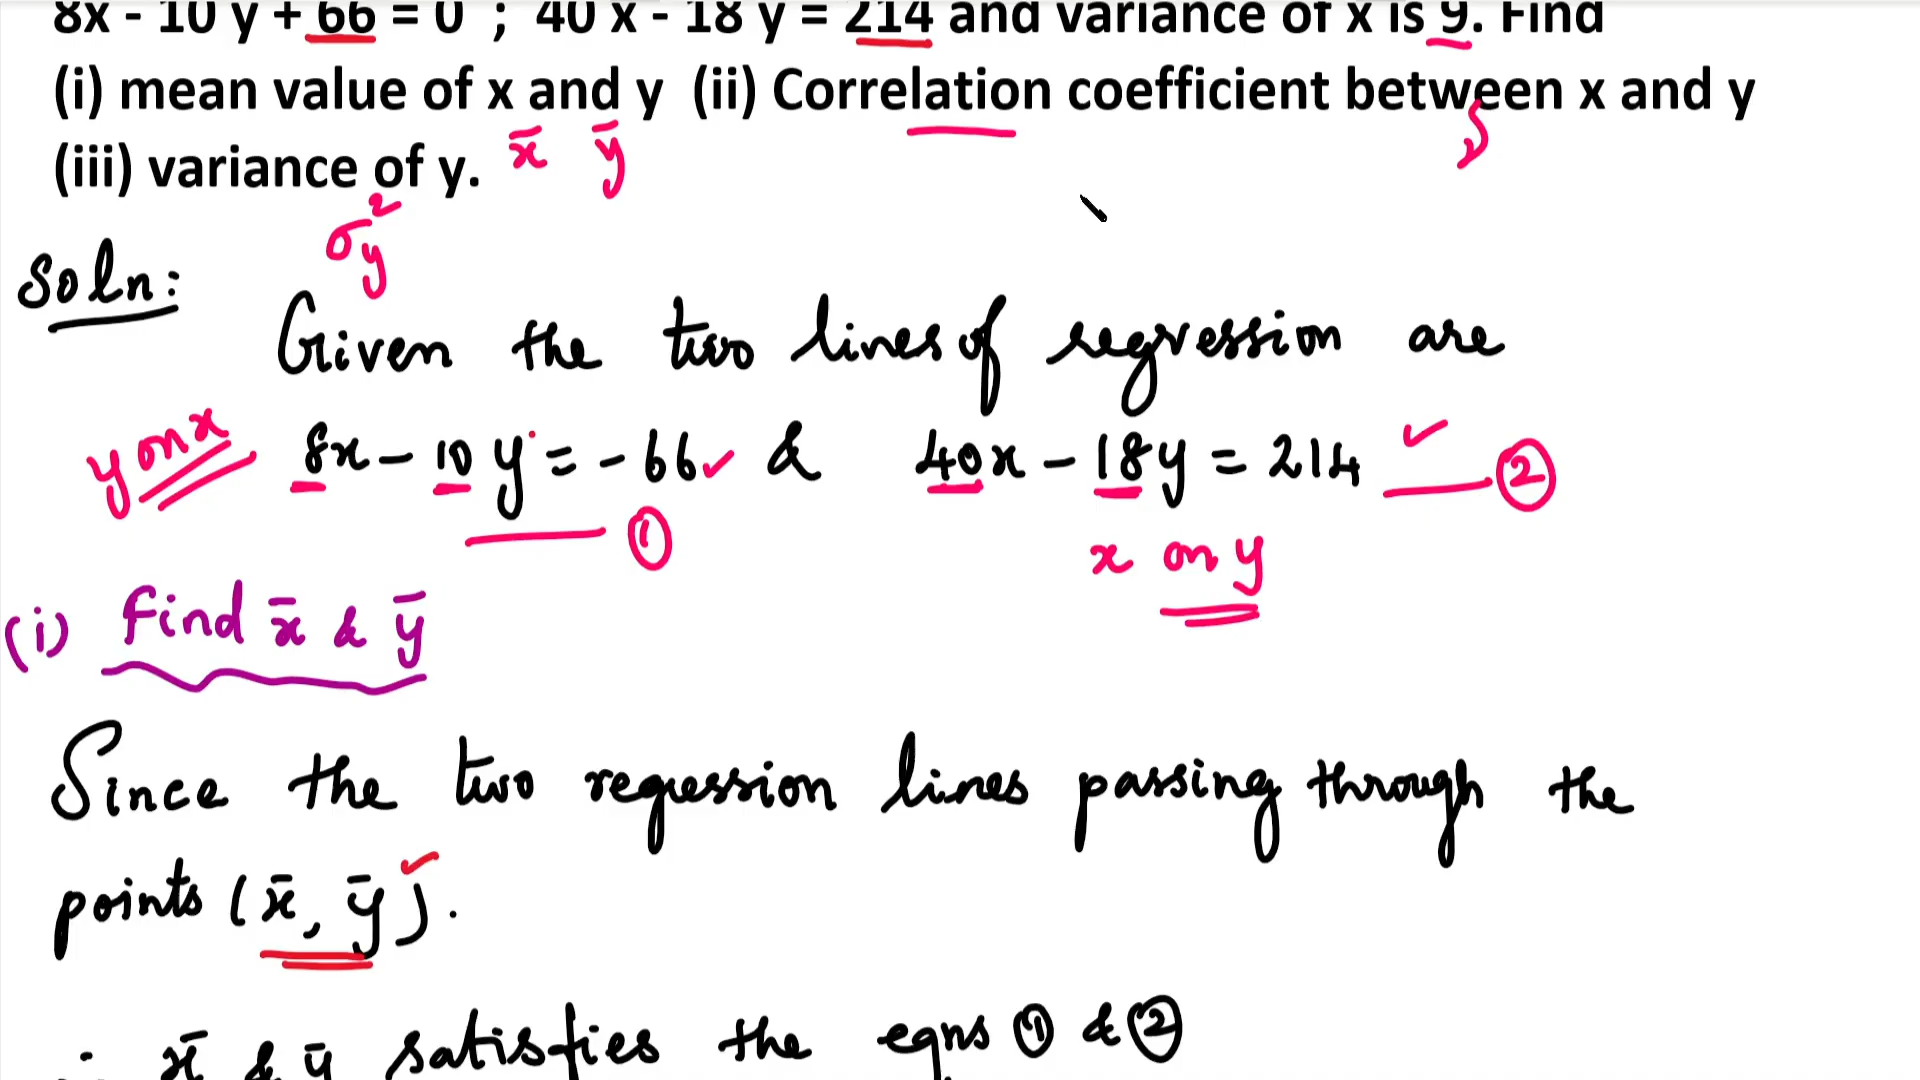 8x - 10 y + 66 = 0 ; 40 x - 18 y = 214 and variance of x is 9. Find
(i) mean value of x and y (ii) Correlation coefficient between x and y
(iii) variance of y. x̄ ȳ
σy²
Soln:
Given the two lines of regression are
y on x 8x - 10 y = - 66 ✓ & 40x - 18y = 214 ✓ ②
①
x on y
(i) Find x̄ & ȳ
Since the two regression lines passing through the
points (x̄, ȳ).
∴ x̄ & ȳ satisfies the eqns ① & ②